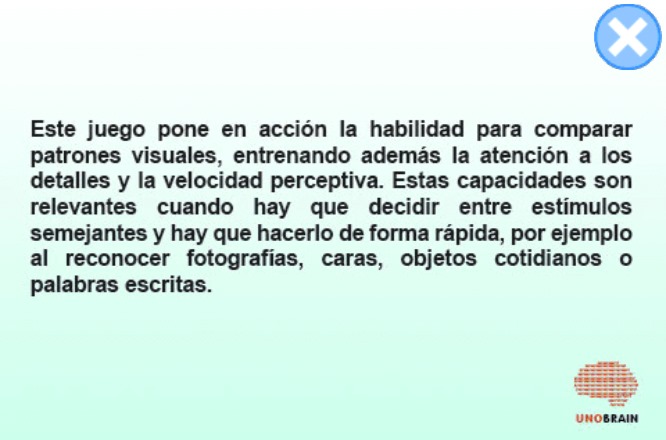 Este juego pone en acción la habilidad para comparar
patrones visuales, entrenando además la atención a los
detalles y la velocidad perceptiva. Estas capacidades son
relevantes cuando hay que decidir entre estímulos
semejantes y hay que hacerlo de forma rápida, por ejemplo
al reconocer fotografías, caras, objetos cotidianos o
palabras escritas.
UNOBRAIN